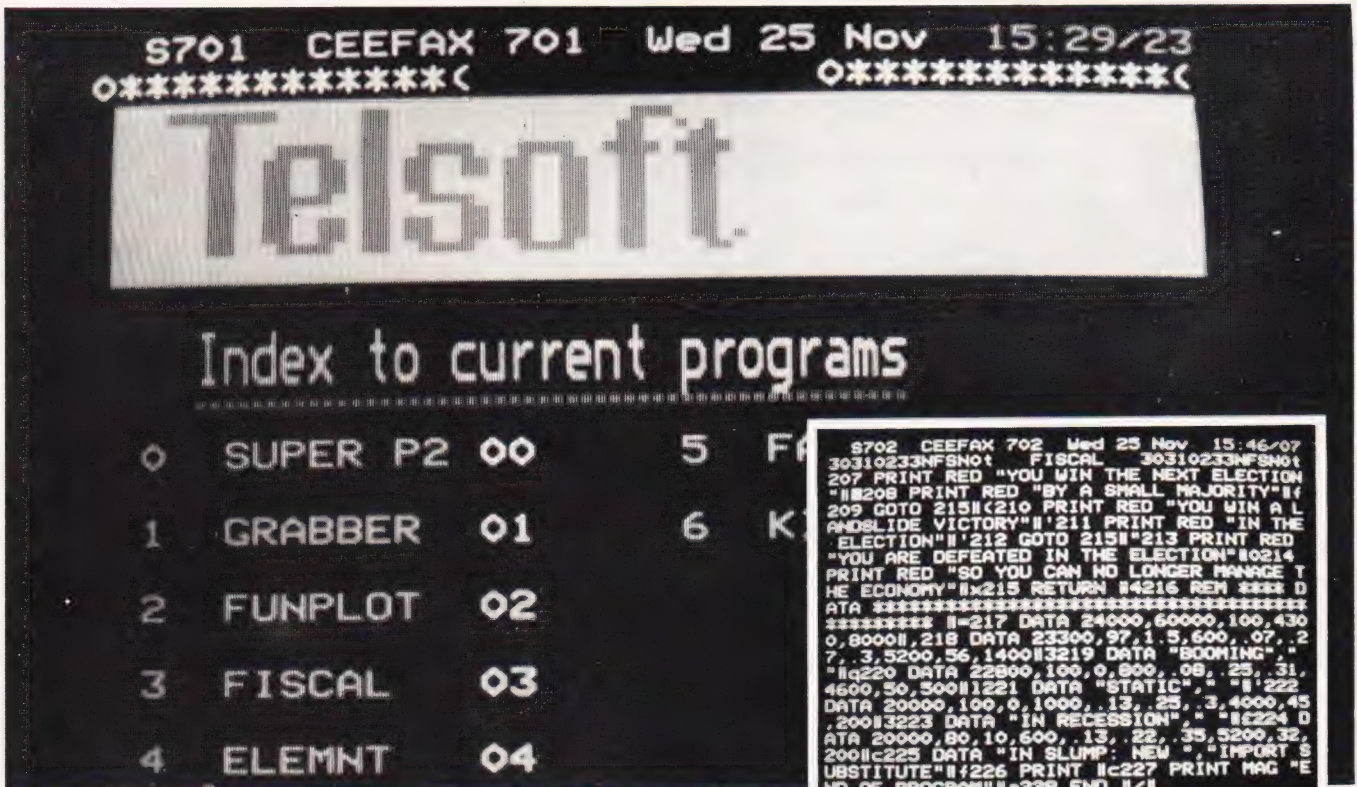 S701 CEEFAX 701 Wed 25 Nov 15:29/23
Telsoft
Index to current programs
0 SUPER P2 00 5
1 GRABBER 01 6
2 FUNPLOT 02
3 FISCAL 03
4 ELEMNT 04
S702 CEEFAX 702 Wed 25 Nov 15:46/07
30310233NFSN0t FISCAL 30310233NFSN0t
207 PRINT RED "YOU WIN THE NEXT ELECTION
208 PRINT RED "BY A SMALL MAJORITY"
209 GOTO 215 210 PRINT RED "YOU WIN A L
ANDSLIDE VICTORY" 211 PRINT RED "IN THE
ELECTION" 212 GOTO 215 213 PRINT RED
"YOU ARE DEFEATED IN THE ELECTION" 214
PRINT RED "SO YOU CAN NO LONGER MANAGE T
HE ECONOMY" 215 RETURN 216 REM **** D
ATA
217 DATA 24000,60000,100,430
0,8000 218 DATA 23300,97,1.5,600,.07,.2
7,.3,5200,56,1400 219 DATA "BOOMING","
" 220 DATA 22800,100,0,800,.08,.25,.31,
4600,50,500 221 DATA "STATIC"," " 222
DATA 20000,100,0,1000,.13,.25,.3,4000,45
,200 223 DATA "IN RECESSION"," " 224 D
ATA 20000,80,10,600,.13,.22,.35,5200,32,
200 225 DATA "IN SLUMP: NEW ","IMPORT S
UBSTITUTE" 226 PRINT 227 PRINT MAG "E
ND OF PROGRAM" 228 END